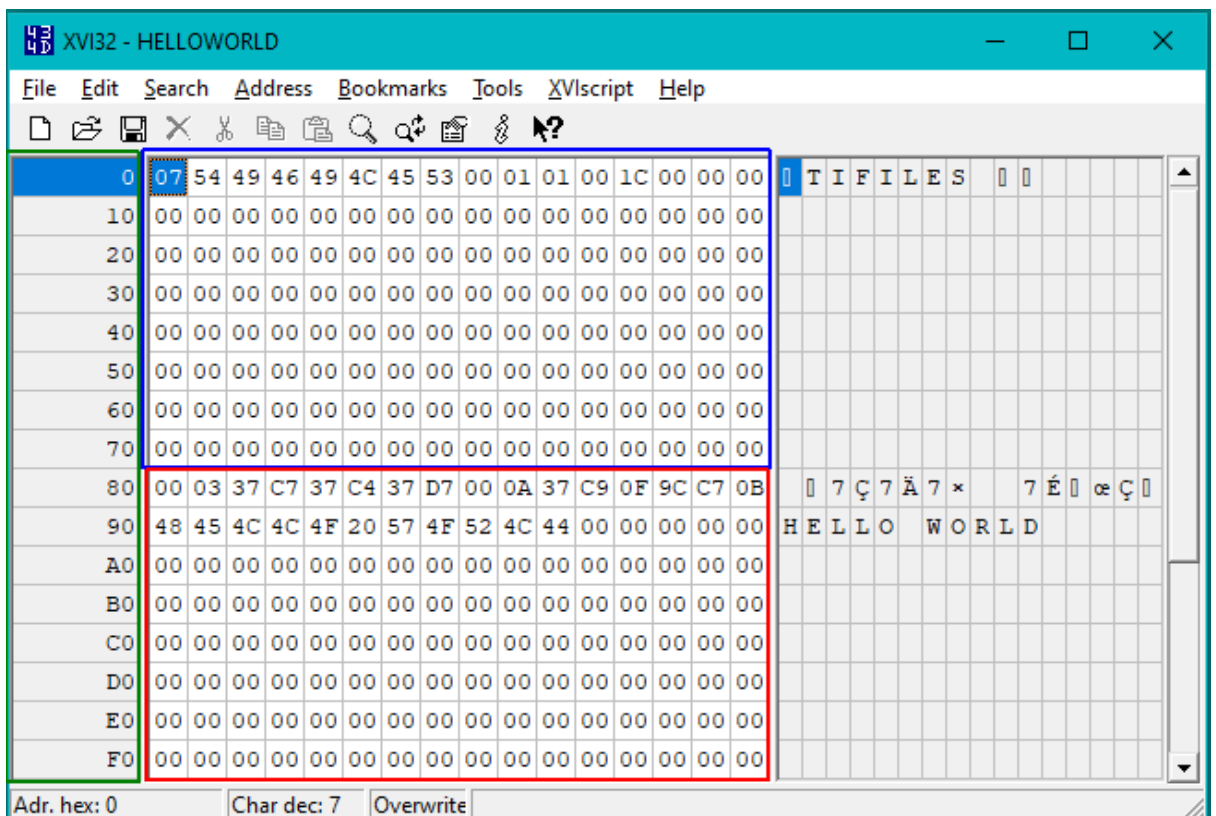 XVI32 - HELLOWORLD
File Edit Search Address Bookmarks Tools XVIscript Help
0 07 54 49 46 49 4C 45 53 00 01 01 00 1C 00 00 00 T I F I L E S
10 00 00 00 00 00 00 00 00 00 00 00 00 00 00 00 00
20 00 00 00 00 00 00 00 00 00 00 00 00 00 00 00 00
30 00 00 00 00 00 00 00 00 00 00 00 00 00 00 00 00
40 00 00 00 00 00 00 00 00 00 00 00 00 00 00 00 00
50 00 00 00 00 00 00 00 00 00 00 00 00 00 00 00 00
60 00 00 00 00 00 00 00 00 00 00 00 00 00 00 00 00
70 00 00 00 00 00 00 00 00 00 00 00 00 00 00 00 00
80 00 03 37 C7 37 C4 37 D7 00 0A 37 C9 0F 9C C7 0B 7 Ç 7 Ä 7 × 7 É œ Ç
90 48 45 4C 4C 4F 20 57 4F 52 4C 44 00 00 00 00 00 H E L L O W O R L D
A0 00 00 00 00 00 00 00 00 00 00 00 00 00 00 00 00
B0 00 00 00 00 00 00 00 00 00 00 00 00 00 00 00 00
C0 00 00 00 00 00 00 00 00 00 00 00 00 00 00 00 00
D0 00 00 00 00 00 00 00 00 00 00 00 00 00 00 00 00
E0 00 00 00 00 00 00 00 00 00 00 00 00 00 00 00 00
F0 00 00 00 00 00 00 00 00 00 00 00 00 00 00 00 00
Adr. hex: 0 Char dec: 7 Overwrite